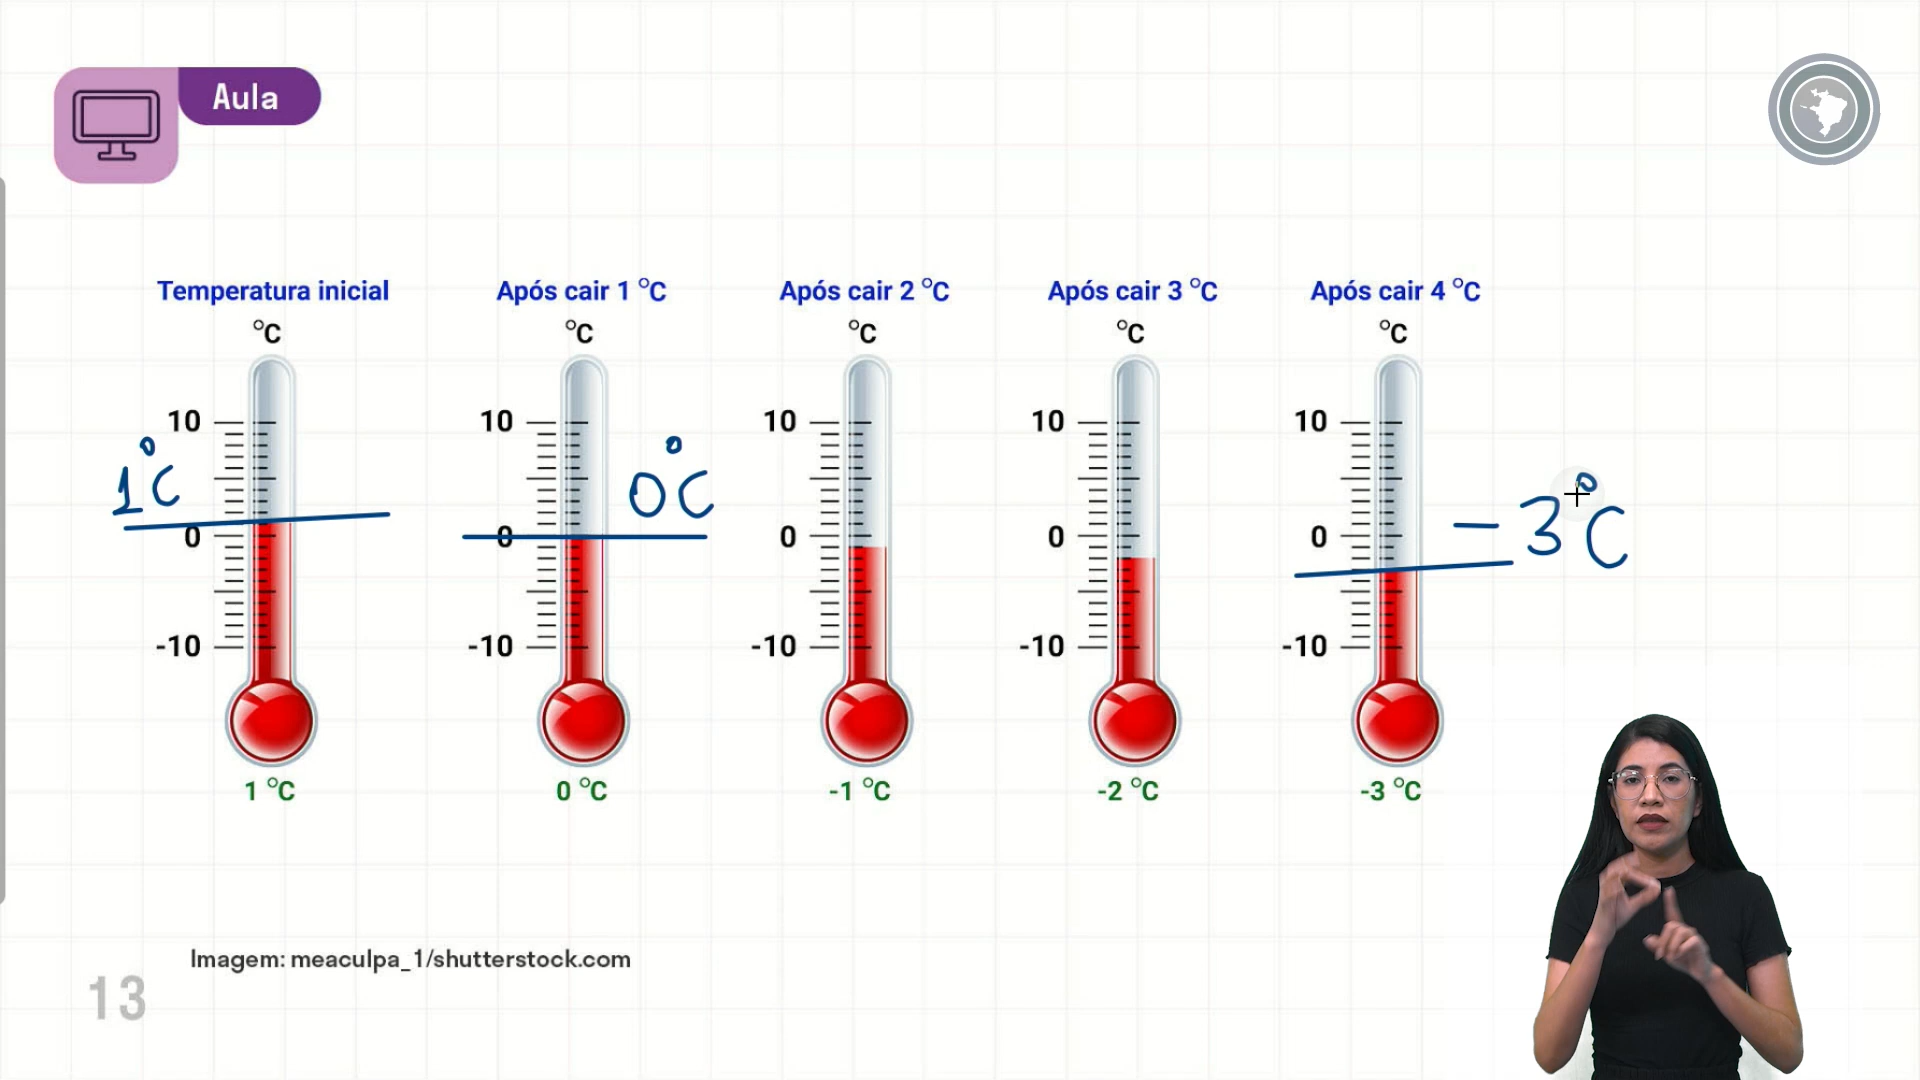 Aula
Temperatura inicial
°C
10
0
-10
1 °C
1°C
Após cair 1 °C
°C
10
0
-10
0 °C
0°C
Após cair 2 °C
°C
10
0
-10
-1 °C
Após cair 3 °C
°C
10
0
-10
-2 °C
Após cair 4 °C
°C
10
0
-10
-3 °C
-3°C
Imagem: meaculpa_1/shutterstock.com
13